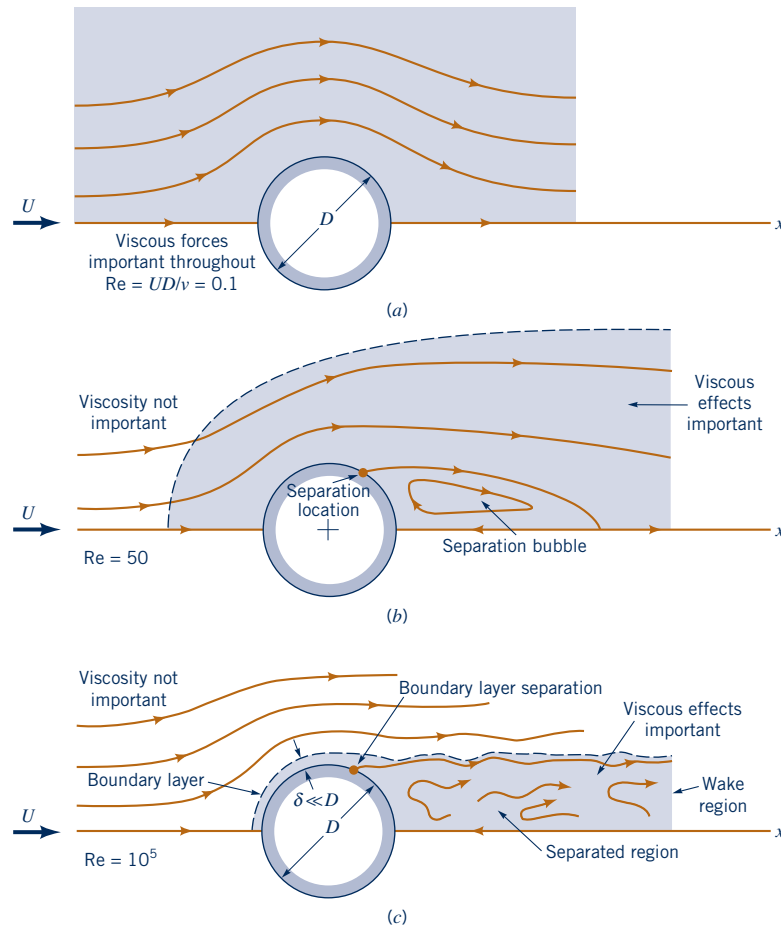 U
D
x
Viscous forces
important throughout
Re = UD/ν = 0.1
(a)
Viscosity not
important
Viscous
effects
important
Separation
location
U
x
Separation bubble
Re = 50
(b)
Viscosity not
important
Boundary layer separation
Viscous effects
important
Boundary layer
δ≪D
Wake
region
D
U
x
Separated region
Re = 10⁵
(c)